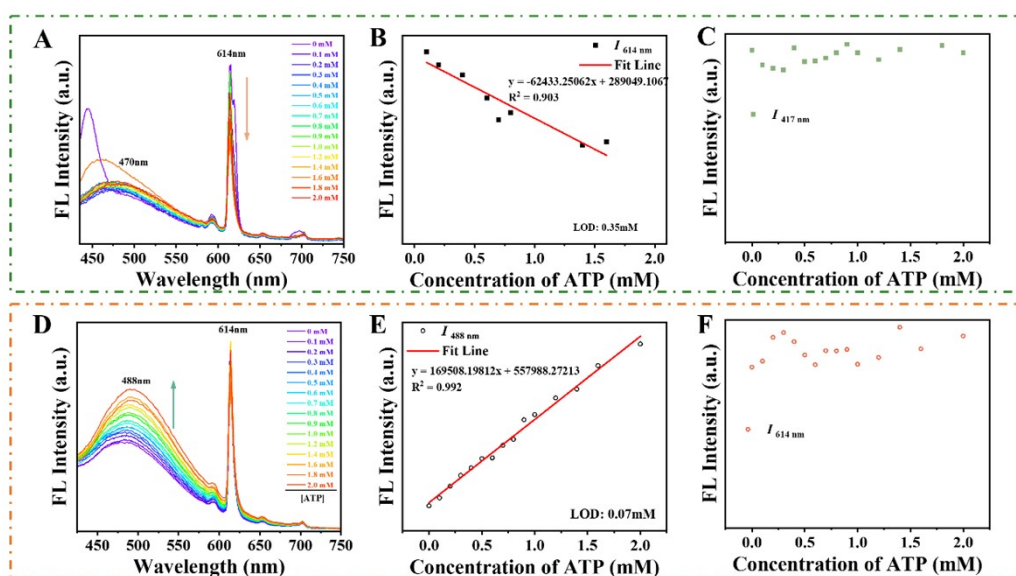 A
FL Intensity (a.u.)
614nm
470nm
0 mM
0.1 mM
0.2 mM
0.3 mM
0.4 mM
0.5 mM
0.6 mM
0.7 mM
0.8 mM
0.9 mM
1.0 mM
1.2 mM
1.4 mM
1.6 mM
1.8 mM
2.0 mM
450 500 550 600 650 700 750
Wavelength (nm)
B
FL Intensity (a.u.)
I 614 nm
Fit Line
y = -62433.25062x + 289049.1067
R² = 0.903
LOD: 0.35mM
0.0 0.5 1.0 1.5 2.0
Concentration of ATP (mM)
C
FL Intensity (a.u.)
I 417 nm
0.0 0.5 1.0 1.5 2.0
Concentration of ATP (mM)
D
FL Intensity (a.u.)
614nm
488nm
0 mM
0.1 mM
0.2 mM
0.3 mM
0.4 mM
0.5 mM
0.6 mM
0.7 mM
0.8 mM
0.9 mM
1.0 mM
1.2 mM
1.4 mM
1.6 mM
1.8 mM
2.0 mM
[ATP]
450 500 550 600 650 700 750
Wavelength (nm)
E
FL Intensity (a.u.)
I 488 nm
Fit Line
y = 169508.19812x + 557988.27213
R² = 0.992
LOD: 0.07mM
0.0 0.5 1.0 1.5 2.0
Concentration of ATP (mM)
F
FL Intensity (a.u.)
I 614 nm
0.0 0.5 1.0 1.5 2.0
Concentration of ATP (mM)